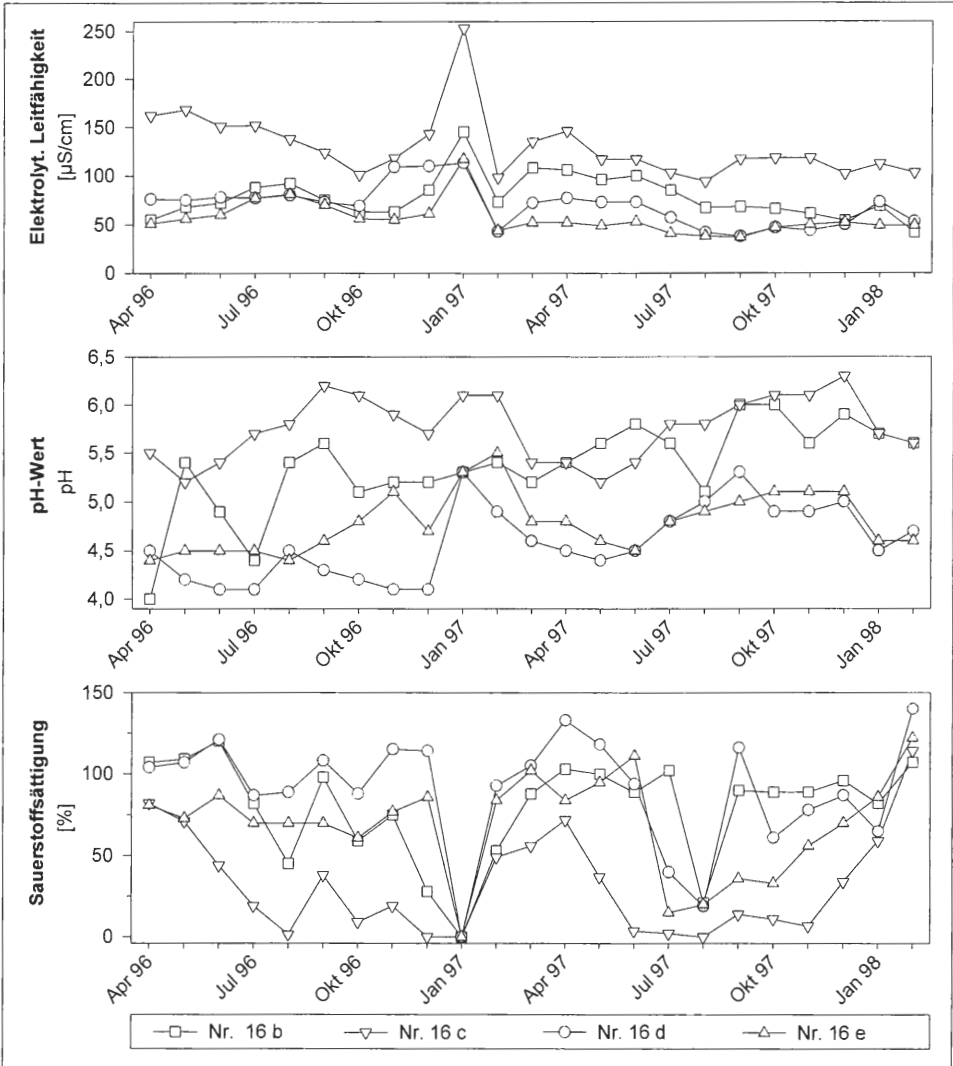 Elektrolyt. Leitfähigkeit
[µS/cm]
250
200
150
100
50
0
Apr 96
Jul 96
Okt 96
Jan 97
Apr 97
Jul 97
Okt 97
Jan 98
pH-Wert
pH
6,5
6,0
5,5
5,0
4,5
4,0
Apr 96
Jul 96
Okt 96
Jan 97
Apr 97
Jul 97
Okt 97
Jan 98
Sauerstoffsättigung
[%]
150
100
50
0
Apr 96
Jul 96
Okt 96
Jan 97
Apr 97
Jul 97
Okt 97
Jan 98
Nr. 16 b
Nr. 16 c
Nr. 16 d
Nr. 16 e